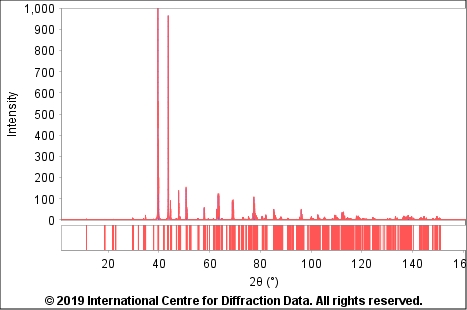 1,000
900
800
700
600
500
400
300
200
100
0
Intensity
20 40 60 80 100 120 140 16
2θ (°)
© 2019 International Centre for Diffraction Data. All rights reserved.